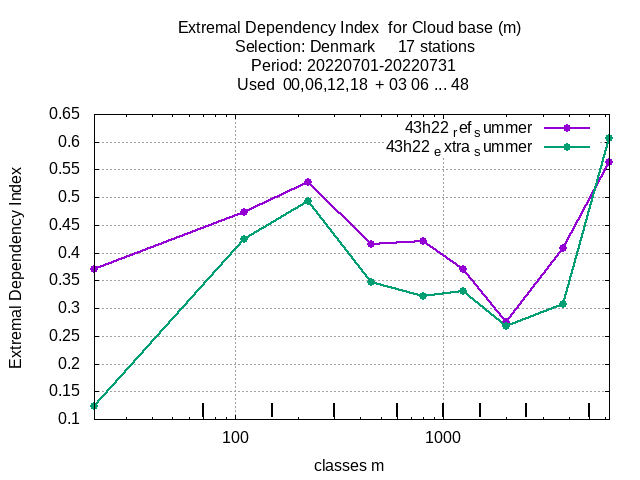 Extremal Dependency Index  for Cloud base (m)
Selection: Denmark     17 stations
Period: 20220701-20220731
Used  00,06,12,18  + 03 06 ... 48
43h22 ref summer
43h22 extra summer
0.65
0.6
0.55
0.5
0.45
0.4
0.35
0.3
0.25
0.2
0.15
0.1
Extremal Dependency Index
100
1000
classes m